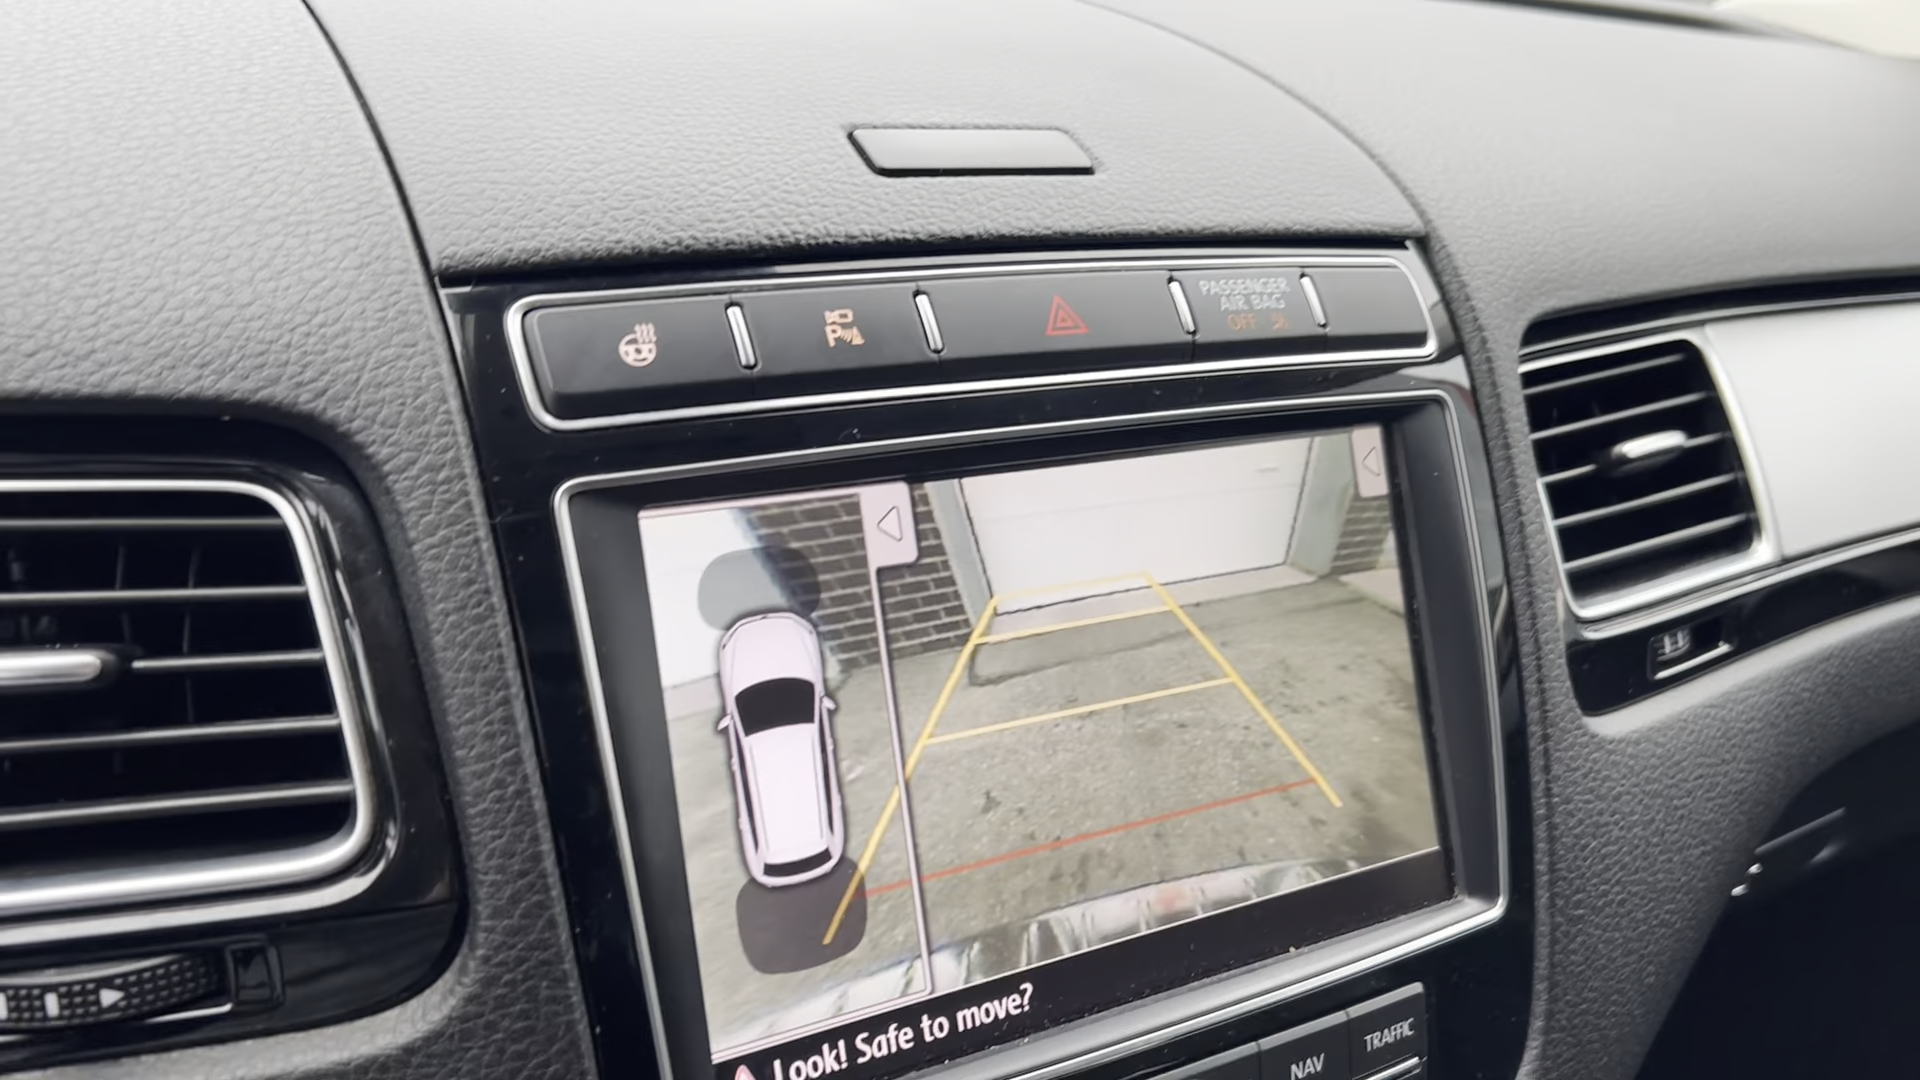 P
PASSENGER
AIR BAG
OFF
Look! Safe to move?
NAV
TRAFFIC